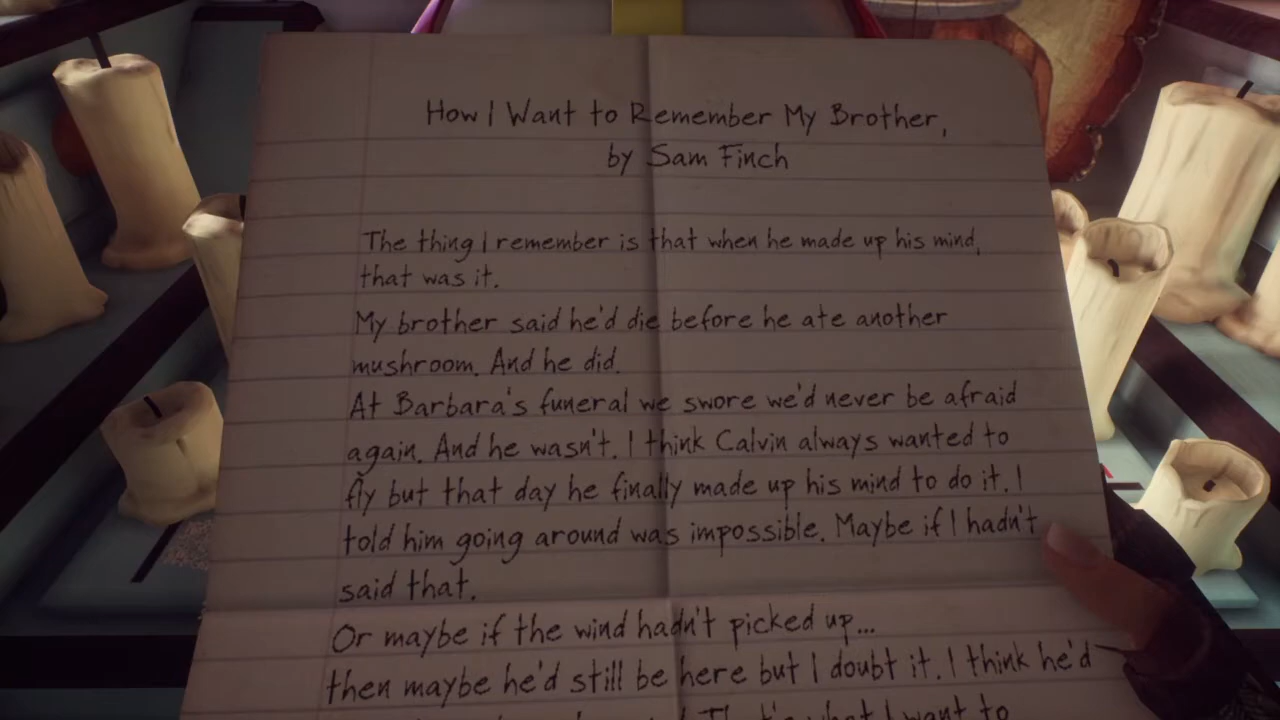 How I Want to Remember My Brother,
by Sam Finch
The thing I remember is that when he made up his mind,
that was it.
My brother said he'd die before he ate another
mushroom. And he did.
At Barbara's funeral we swore we'd never be afraid
again. And he wasn't. I think Calvin always wanted to
fly but that day he finally made up his mind to do it. I
told him going around was impossible. Maybe if I hadn't
said that.
Or maybe if the wind hadn't picked up...
then maybe he'd still be here but I doubt it. I think he'd
That's what I want to